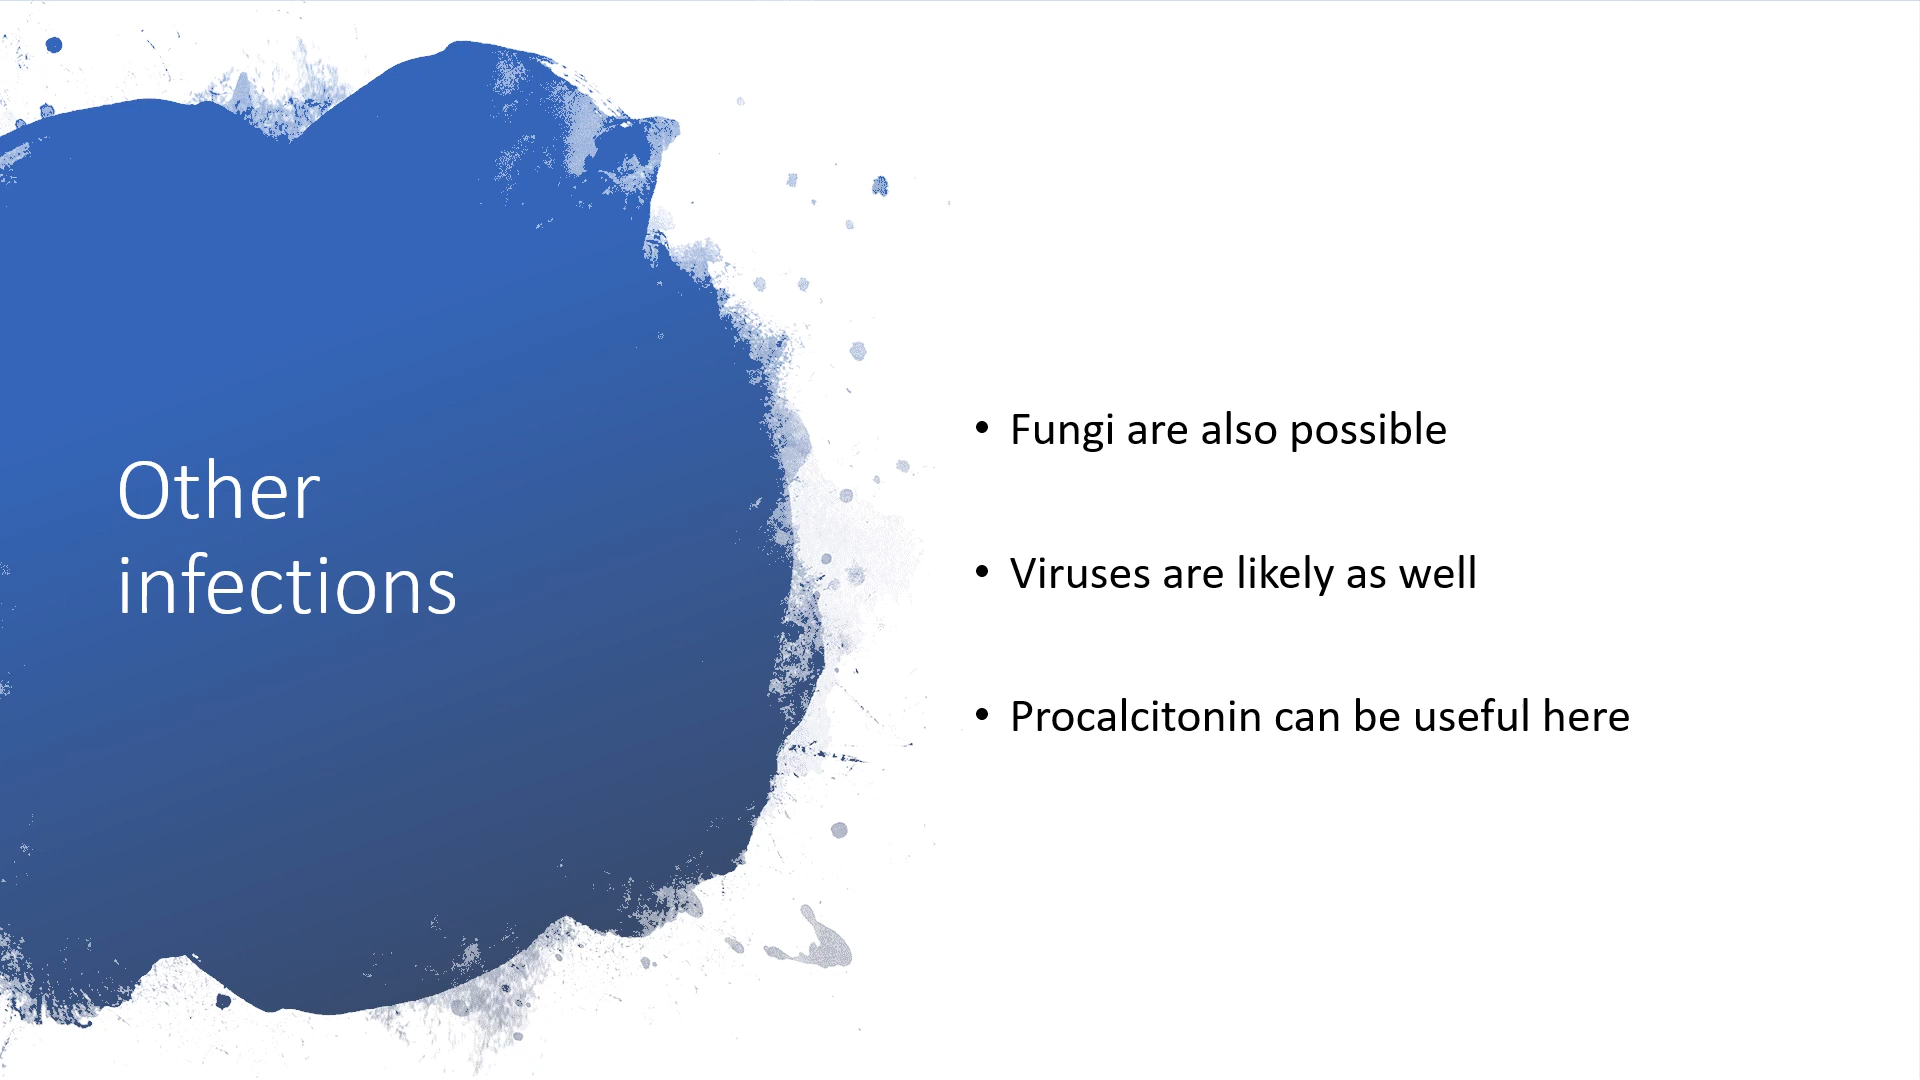 Other
infections
• Fungi are also possible
• Viruses are likely as well
• Procalcitonin can be useful here